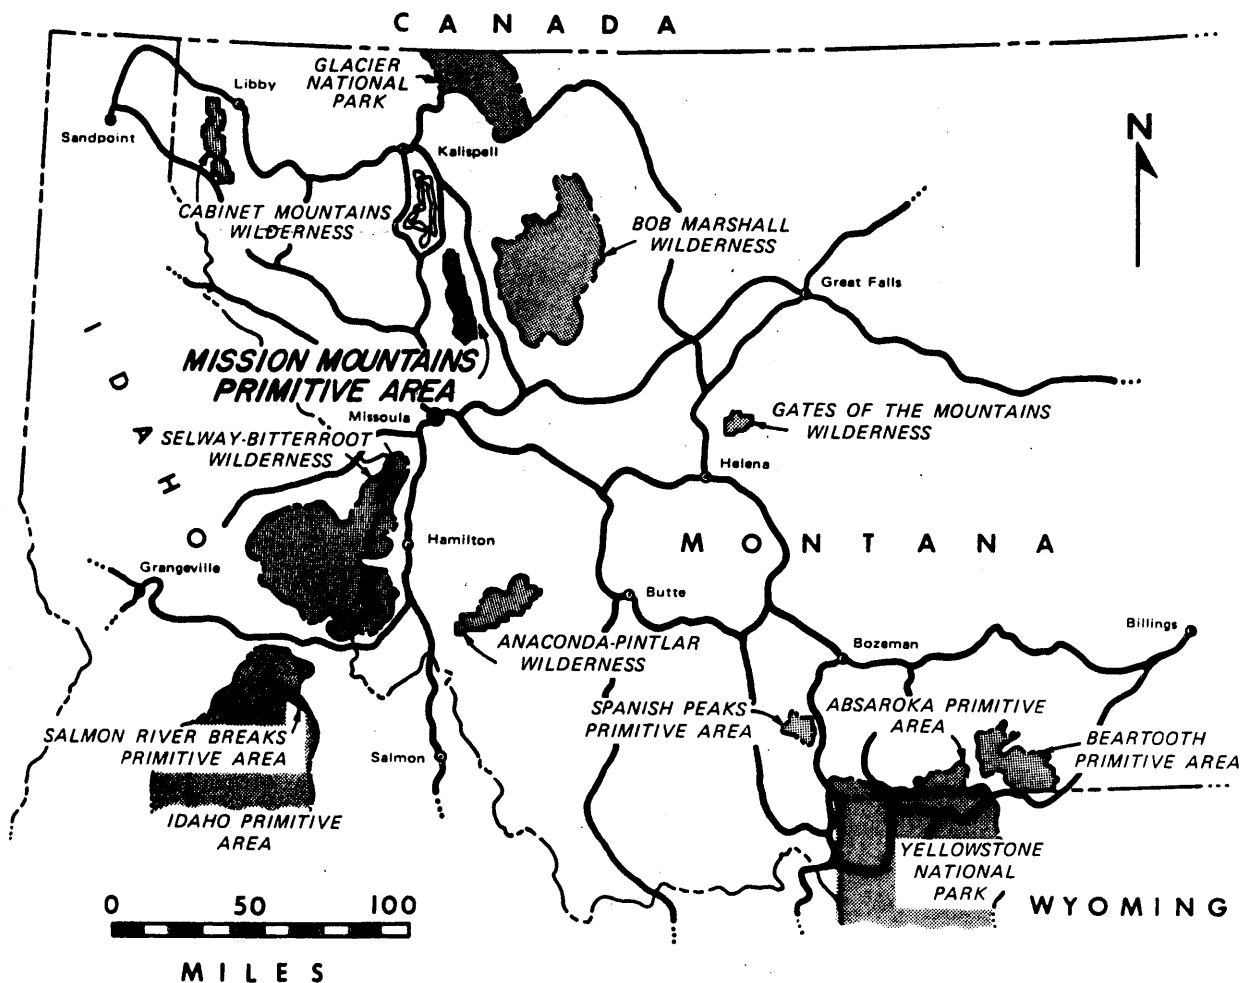 CANADA
GLACIER
NATIONAL
PARK
Libby
Sandpoint
Kalispell
N
CABINET MOUNTAINS
WILDERNESS
BOB MARSHALL
WILDERNESS
Great Falls
IDAHO
MISSION MOUNTAINS
PRIMITIVE AREA
Missoula
GATES OF THE MOUNTAINS
WILDERNESS
SELWAY-BITTERROOT
WILDERNESS
Helena
Hamilton
MONTANA
Grangeville
Butte
Billings
ANACONDA-PINTLAR
WILDERNESS
Bozeman
SPANISH PEAKS
PRIMITIVE AREA
ABSAROKA PRIMITIVE
AREA
SALMON RIVER BREAKS
PRIMITIVE AREA
Salmon
BEARTOOTH
PRIMITIVE AREA
IDAHO PRIMITIVE
AREA
YELLOWSTONE
NATIONAL
PARK
WYOMING
0 50 100
MILES